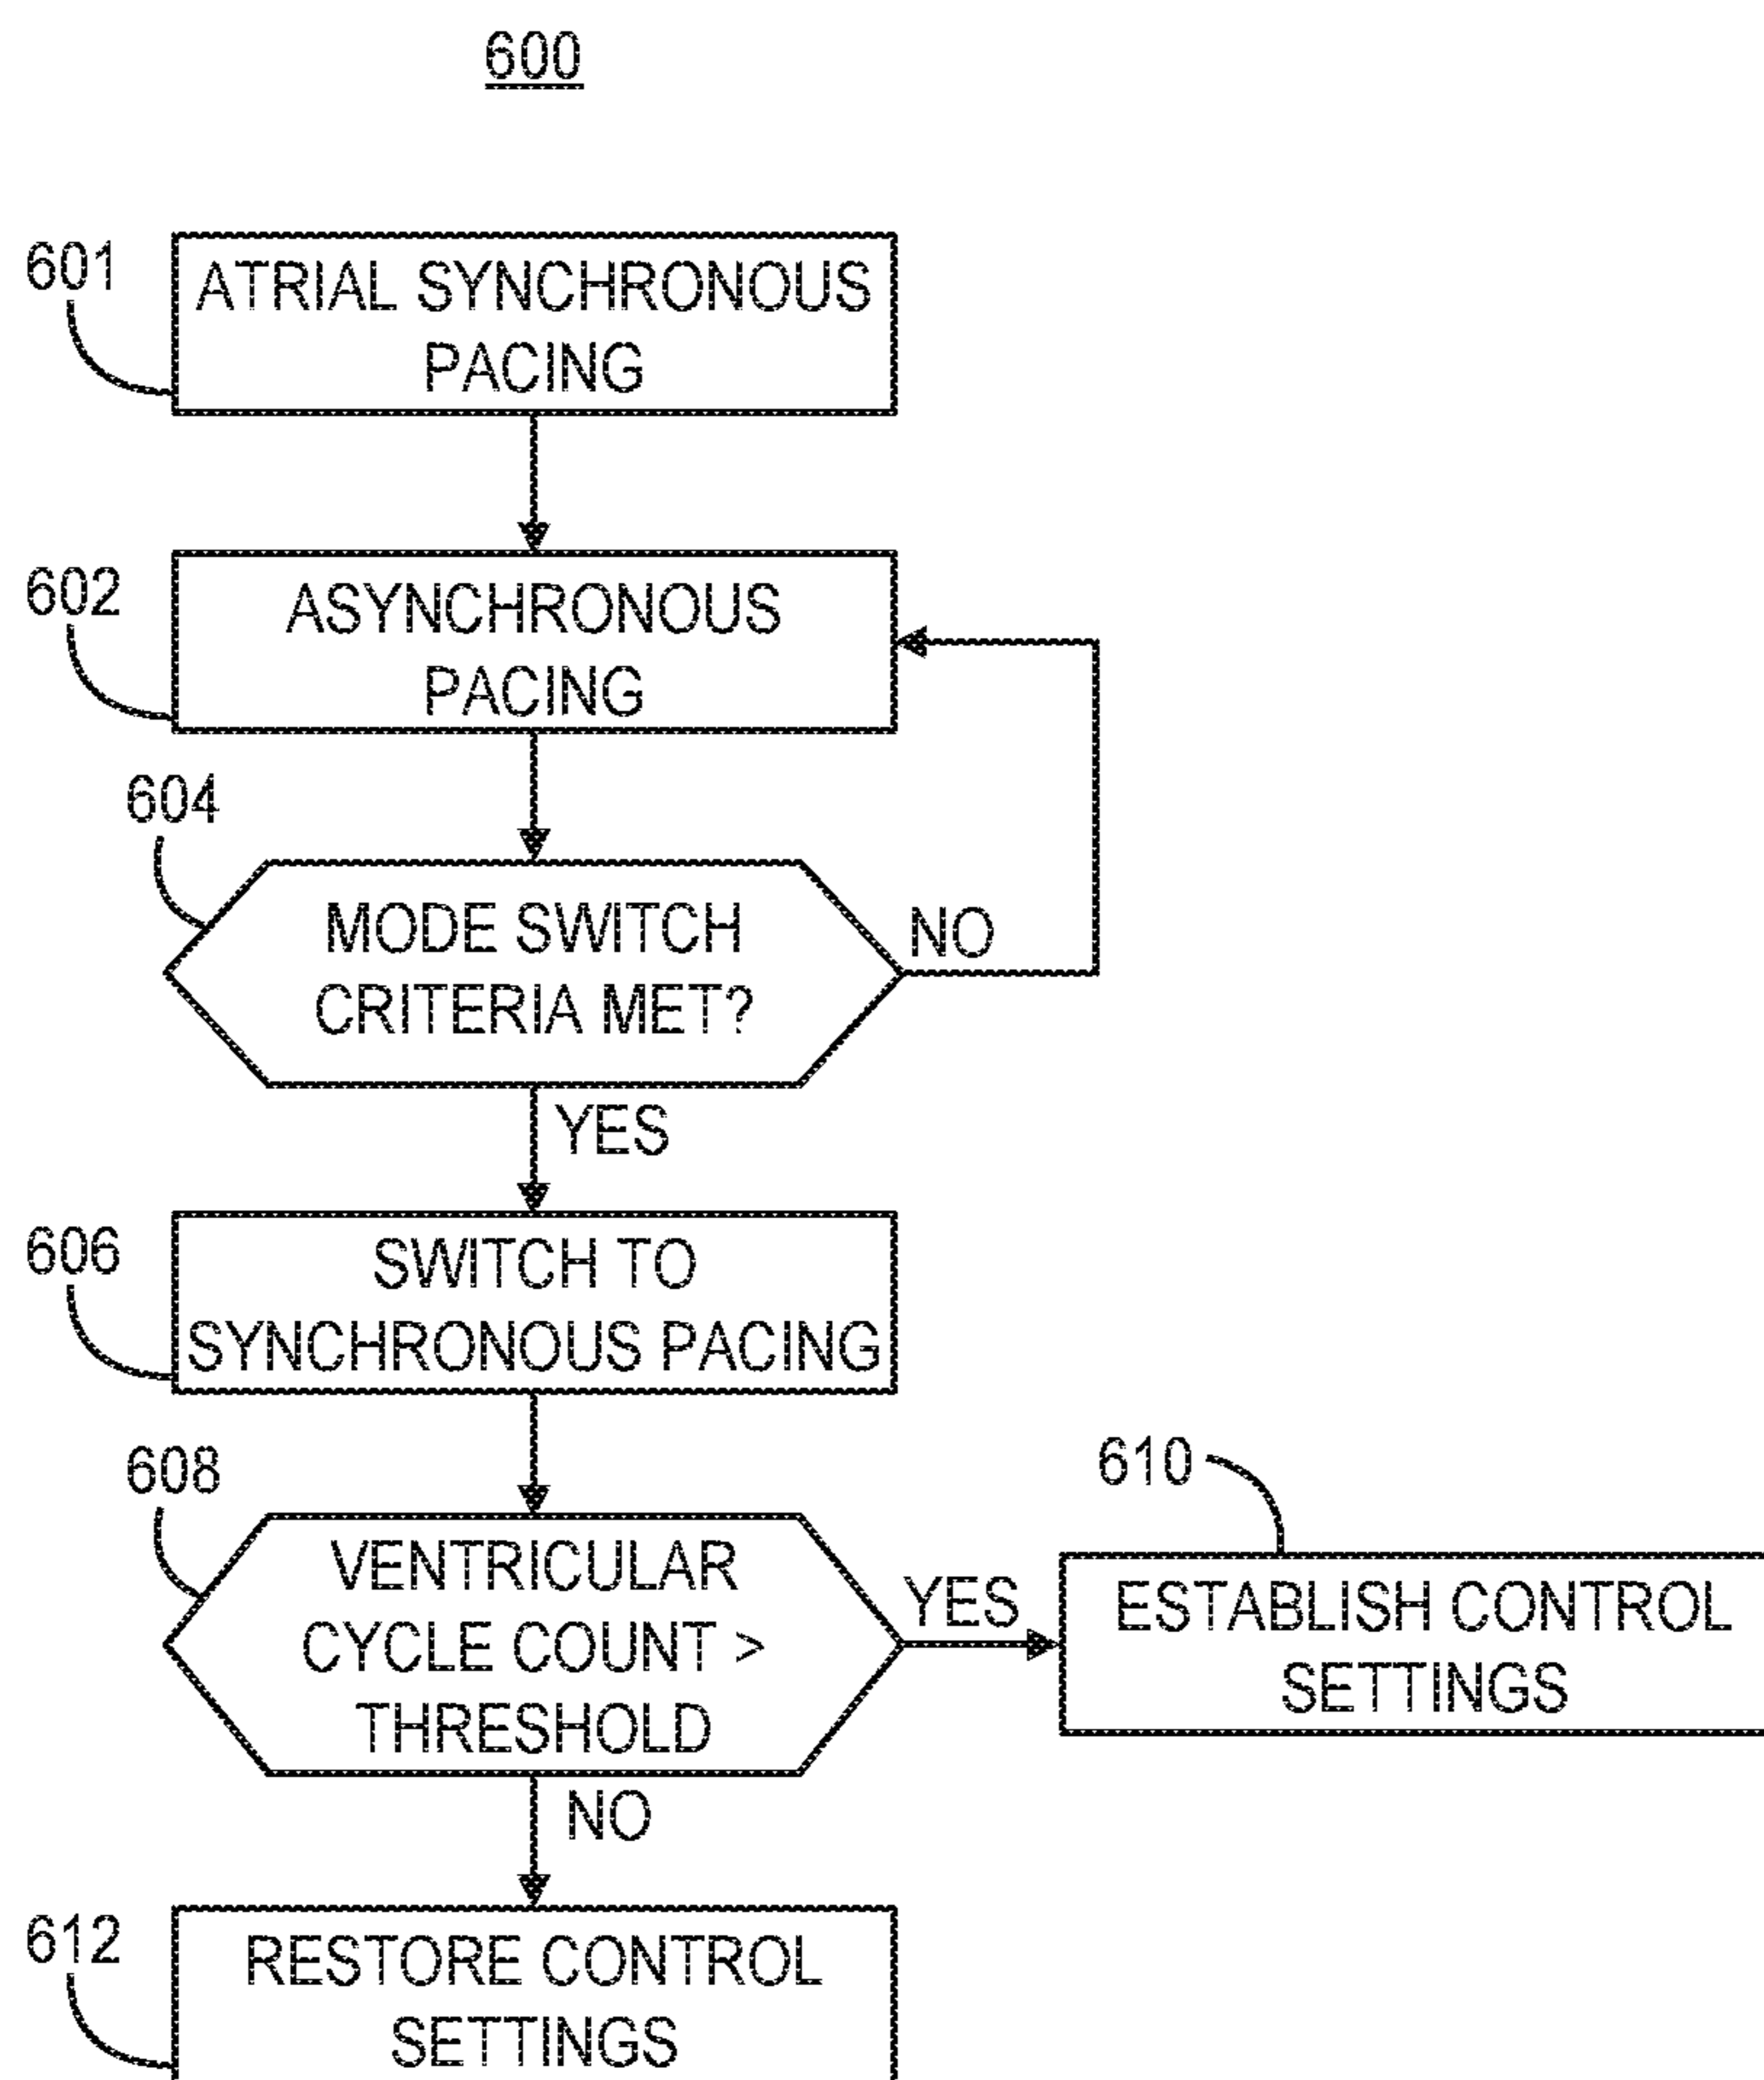 600
601
ATRIAL SYNCHRONOUS
PACING
602
ASYNCHRONOUS
PACING
604
MODE SWITCH
CRITERIA MET?
NO
YES
606
SWITCH TO
SYNCHRONOUS PACING
608
VENTRICULAR
CYCLE COUNT >
THRESHOLD
YES
610
ESTABLISH CONTROL
SETTINGS
NO
612
RESTORE CONTROL
SETTINGS